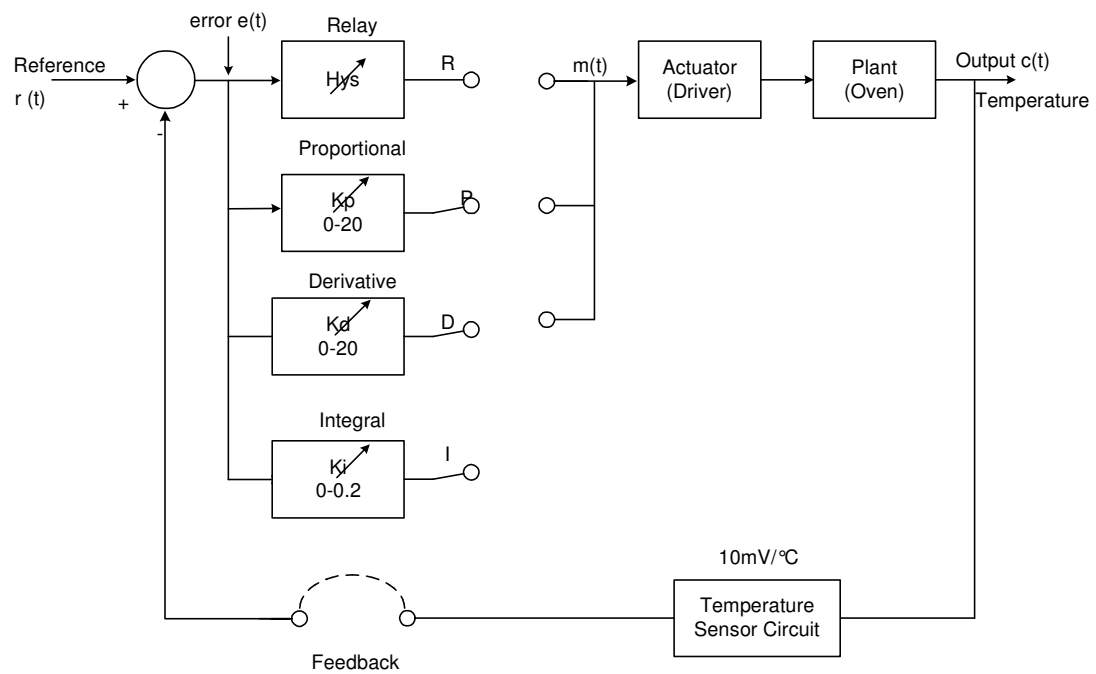 error e(t)
Relay
Reference
r (t)
+
-
Hys
R
m(t)
Actuator
(Driver)
Plant
(Oven)
Output c(t)
Temperature
Proportional
Kp
0-20
P
Derivative
Kd
0-20
D
Integral
Ki
0-0.2
I
10mV/°C
Temperature
Sensor Circuit
Feedback